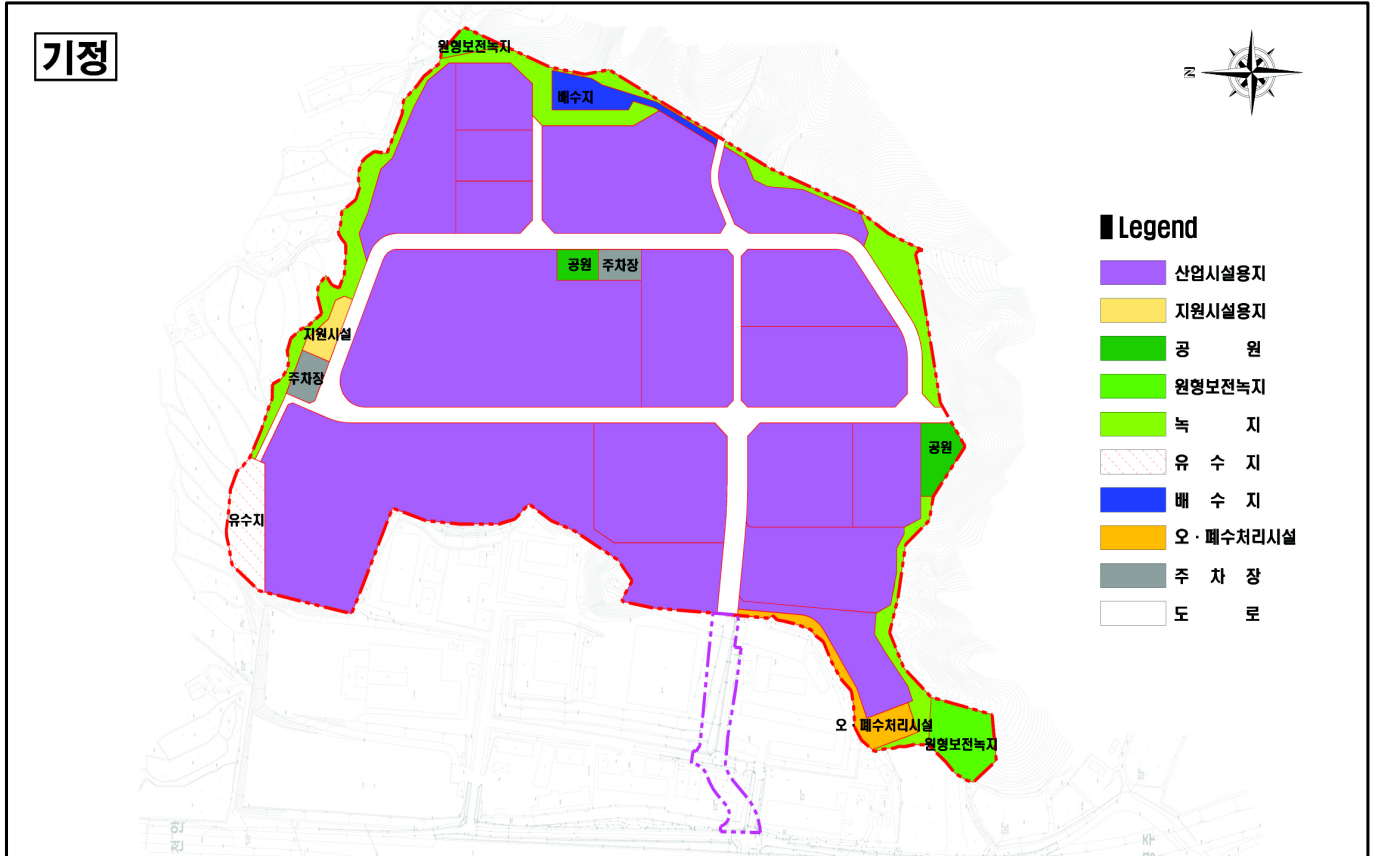 기정
원형보전녹지
배수지
N
공원
주차장
지원시설
주차장
공원
유수지
오·폐수처리시설
원형보전녹지
Legend
산업시설용지
지원시설용지
공 원
원형보전녹지
녹 지
유 수 지
배 수 지
오·폐수처리시설
주 차 장
도 로
천안